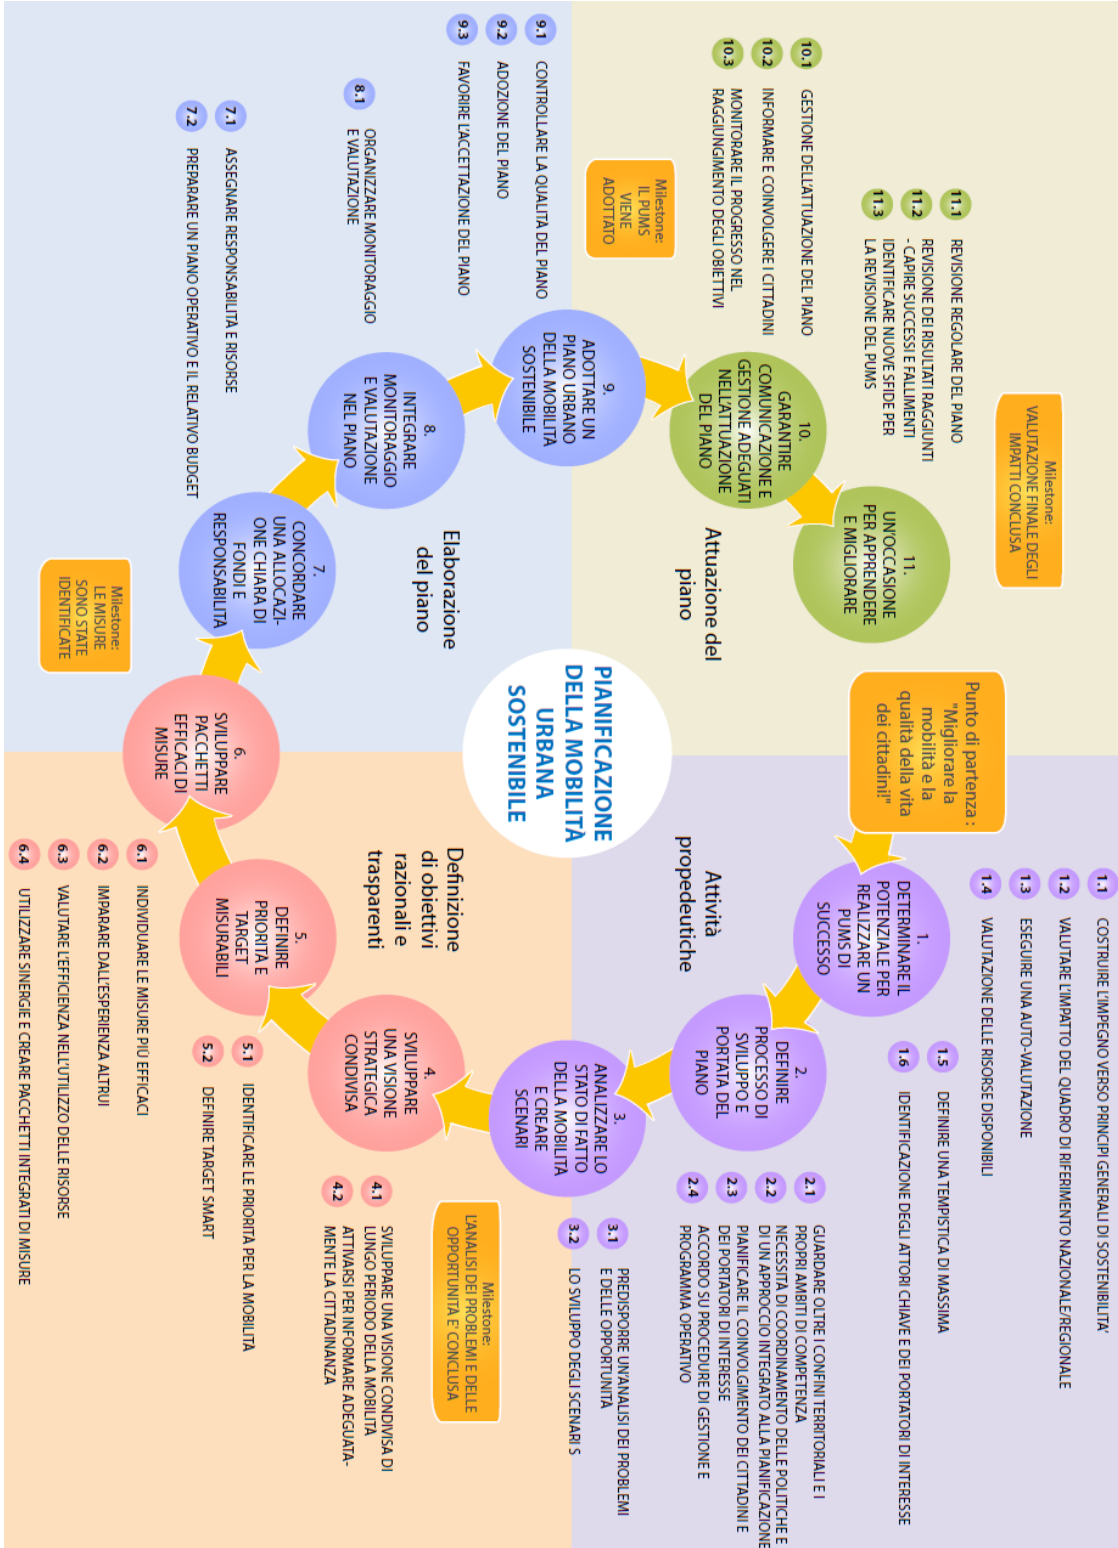 PIANIFICAZIONE
DELLA MOBILITÀ
URBANA
SOSTENIBILE
Punto di partenza :
"Migliorare la
mobilità e la
qualità della vita
dei cittadini!"
Attività
propedeutiche
1.
DETERMINARE IL
POTENZIALE PER
REALIZZARE UN
PUMS DI
SUCCESSO
1.1 COSTRUIRE L'IMPEGNO VERSO PRINCIPI GENERALI DI SOSTENIBILITA'
1.2 VALUTARE L'IMPATTO DEL QUADRO DI RIFERIMENTO NAZIONALE/REGIONALE
1.3 ESEGUIRE UNA AUTO-VALUTAZIONE
1.4 VALUTAZIONE DELLE RISORSE DISPONIBILI
1.5 DEFINIRE UNA TEMPISTICA DI MASSIMA
1.6 IDENTIFICAZIONE DEGLI ATTORI CHIAVE E DEI PORTATORI DI INTERESSE
2.
DEFINIRE
PROCESSO DI
SVILUPPO E
PORTATA DEL
PIANO
2.1 GUARDARE OLTRE I CONFINI TERRITORIALI E I
PROPRI AMBITI DI COMPETENZA
2.2 NECESSITÀ DI COORDINAMENTO DELLE POLITICHE E
DI UN APPROCCIO INTEGRATO ALLA PIANIFICAZIONE
2.3 PIANIFICARE IL COINVOLGIMENTO DEI CITTADINI E
DEI PORTATORI DI INTERESSE
2.4 ACCORDO SU PROCEDURE DI GESTIONE E
PROGRAMMA OPERATIVO
3.
ANALIZZARE LO
STATO DI FATTO
DELLA MOBILITÀ
E CREARE
SCENARI
3.1 PREDISPORRE UN'ANALISI DEI PROBLEMI
E DELLE OPPORTUNITÀ
3.2 LO SVILUPPO DEGLI SCENARI S
Milestone:
L'ANALISI DEI PROBLEMI E DELLE
OPPORTUNITÀ E' CONCLUSA
Definizione
di obiettivi
razionali e
trasparenti
4.
SVILUPPARE
UNA VISIONE
STRATEGICA
CONDIVISA
4.1 SVILUPPARE UNA VISIONE CONDIVISA DI
LUNGO PERIODO DELLA MOBILITÀ
4.2 ATTIVARSI PER INFORMARE ADEGUATA-
MENTE LA CITTADINANZA
5.
DEFINIRE
PRIORITÀ E
TARGET
MISURABILI
5.1 IDENTIFICARE LE PRIORITÀ PER LA MOBILITÀ
5.2 DEFINIRE TARGET SMART
6.
SVILUPPARE
PACCHETTI
EFFICACI DI
MISURE
6.1 INDIVIDUARE LE MISURE PIÙ EFFICACI
6.2 IMPARARE DALL'ESPERIENZA ALTRUI
6.3 VALUTARE L'EFFICIENZA NELL'UTILIZZO DELLE RISORSE
6.4 UTILIZZARE SINERGIE E CREARE PACCHETTI INTEGRATI DI MISURE
Milestone:
LE MISURE
SONO STATE
IDENTIFICATE
Elaborazione
del piano
7.
CONCORDARE
UNA ALLOCAZI-
ONE CHIARA DI
FONDI E
RESPONSABILITÀ
7.1 ASSEGNARE RESPONSABILITÀ E RISORSE
7.2 PREPARARE UN PIANO OPERATIVO E IL RELATIVO BUDGET
8.
INTEGRARE
MONITORAGGIO
E VALUTAZIONE
NEL PIANO
8.1 ORGANIZZARE MONITORAGGIO
E VALUTAZIONE
9.
ADOTTARE UN
PIANO URBANO
DELLA MOBILITÀ
SOSTENIBILE
9.1 CONTROLLARE LA QUALITÀ DEL PIANO
9.2 ADOZIONE DEL PIANO
9.3 FAVORIRE L'ACCETTAZIONE DEL PIANO
Milestone:
IL PUMS
VIENE
ADOTTATO
Attuazione del
piano
10.
GARANTIRE
COMUNICAZIONE E
GESTIONE ADEGUATI
NELL'ATTUAZIONE
DEL PIANO
10.1 GESTIONE DELL'ATTUAZIONE DEL PIANO
10.2 INFORMARE E COINVOLGERE I CITTADINI
10.3 MONITORARE IL PROGRESSO NEL
RAGGIUNGIMENTO DEGLI OBIETTIVI
11.
UN'OCCASIONE
PER APPRENDERE
E MIGLIORARE
11.1 REVISIONE REGOLARE DEL PIANO
11.2 REVISIONE DEI RISULTATI RAGGIUNTI
- CAPIRE SUCCESSI E FALLIMENTI
11.3 IDENTIFICARE NUOVE SFIDE PER
LA REVISIONE DEL PUMS
Milestone:
VALUTAZIONE FINALE DEGLI
IMPATTI CONCLUSA